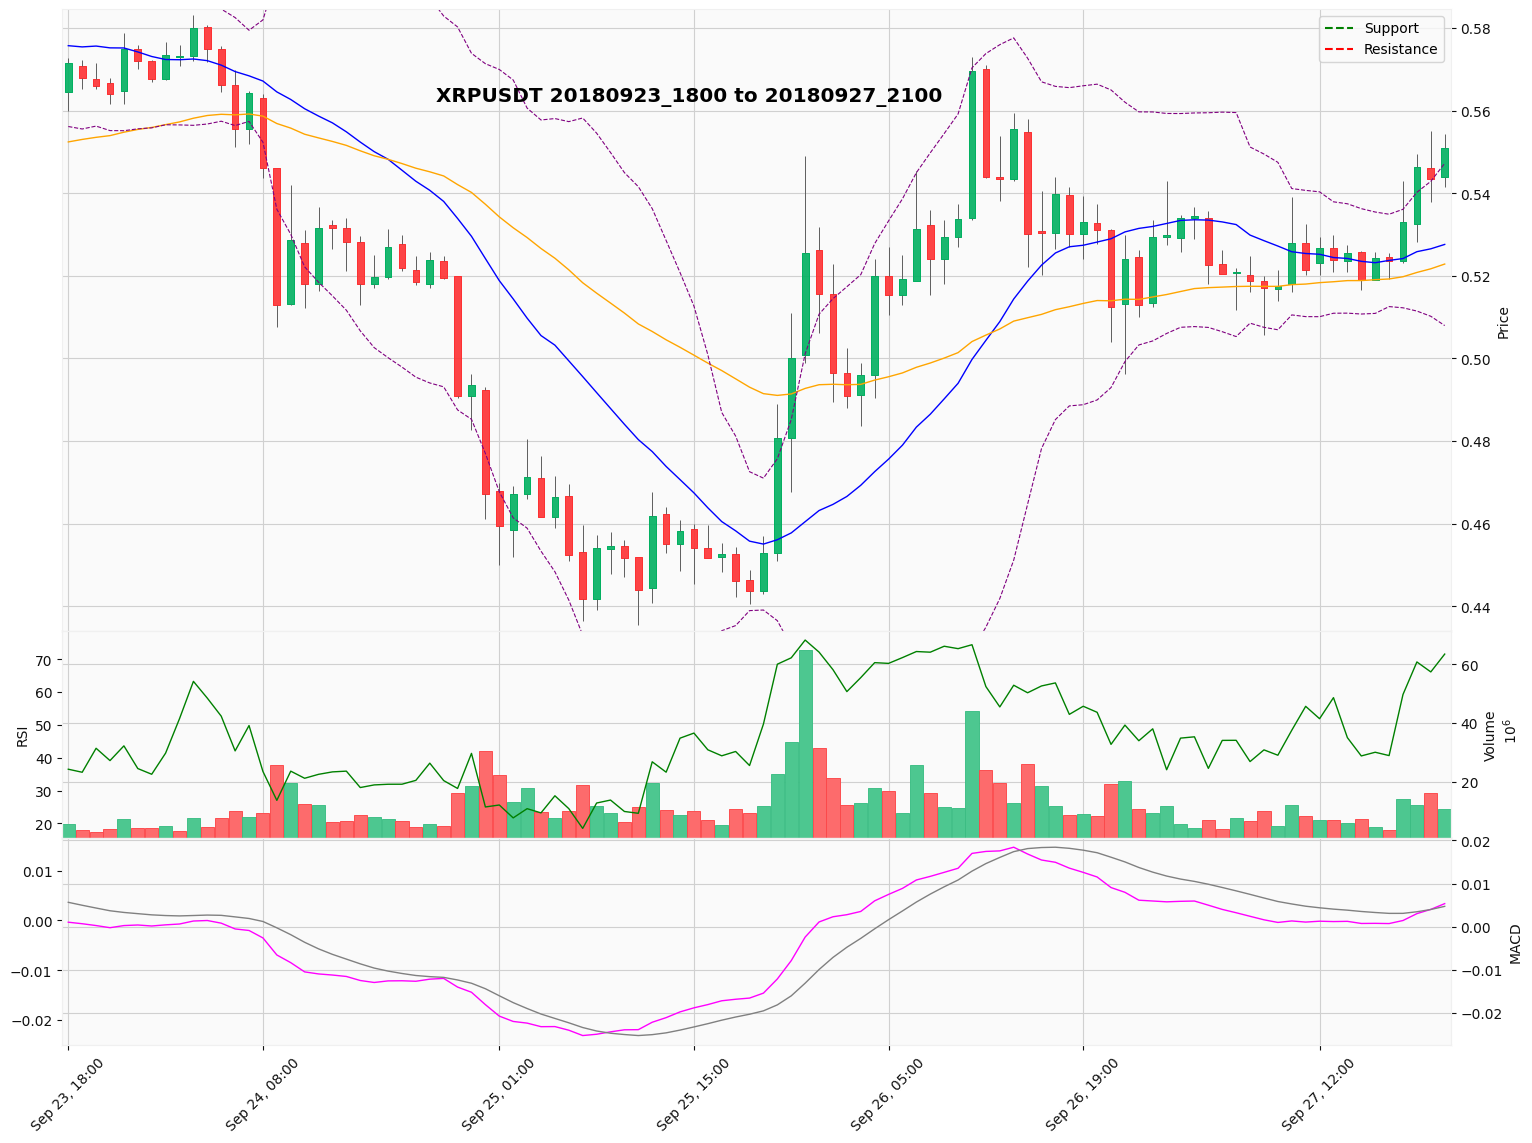 XRPUSDT 20180923_1800 to 20180927_2100
Support
Resistance
0.58
0.56
0.54
0.52
0.50
0.48
0.46
0.44
Price
70
60
50
40
30
20
RSI
60
40
20
Volume
10^6
0.01
0.00
−0.01
−0.02
0.02
0.01
0.00
−0.01
−0.02
MACD
Sep 23, 18:00
Sep 24, 08:00
Sep 25, 01:00
Sep 25, 15:00
Sep 26, 05:00
Sep 26, 19:00
Sep 27, 12:00